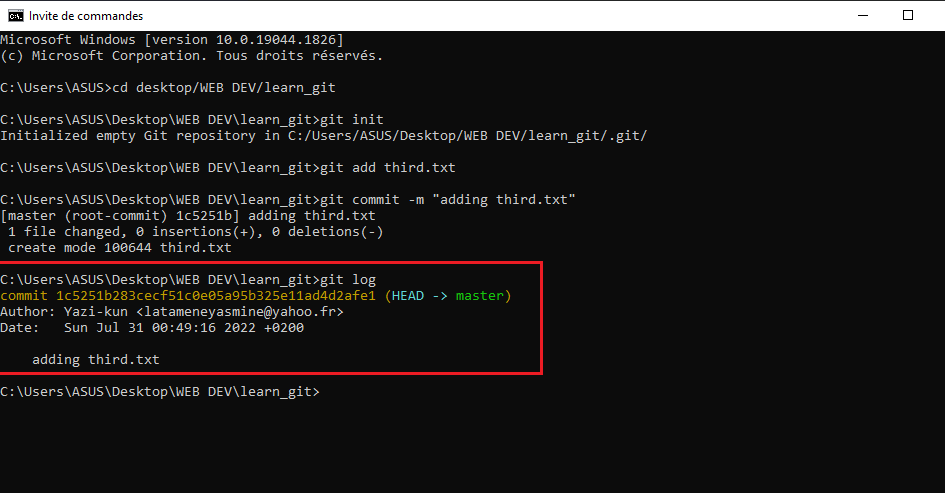 Invite de commandes
Microsoft Windows [version 10.0.19044.1826]
(c) Microsoft Corporation. Tous droits réservés.
C:\Users\ASUS>cd desktop/WEB DEV/learn_git
C:\Users\ASUS\Desktop\WEB DEV\learn_git>git init
Initialized empty Git repository in C:/Users/ASUS/Desktop/WEB DEV/learn_git/.git/
C:\Users\ASUS\Desktop\WEB DEV\learn_git>git add third.txt
C:\Users\ASUS\Desktop\WEB DEV\learn_git>git commit -m "adding third.txt"
[master (root-commit) 1c5251b] adding third.txt
 1 file changed, 0 insertions(+), 0 deletions(-)
 create mode 100644 third.txt
C:\Users\ASUS\Desktop\WEB DEV\learn_git>git log
commit 1c5251b283cecf51c0e05a95b325e11ad4d2afe1 (HEAD -> master)
Author: Yazi-kun <latameneyasmine@yahoo.fr>
Date:   Sun Jul 31 00:49:16 2022 +0200
    adding third.txt
C:\Users\ASUS\Desktop\WEB DEV\learn_git>